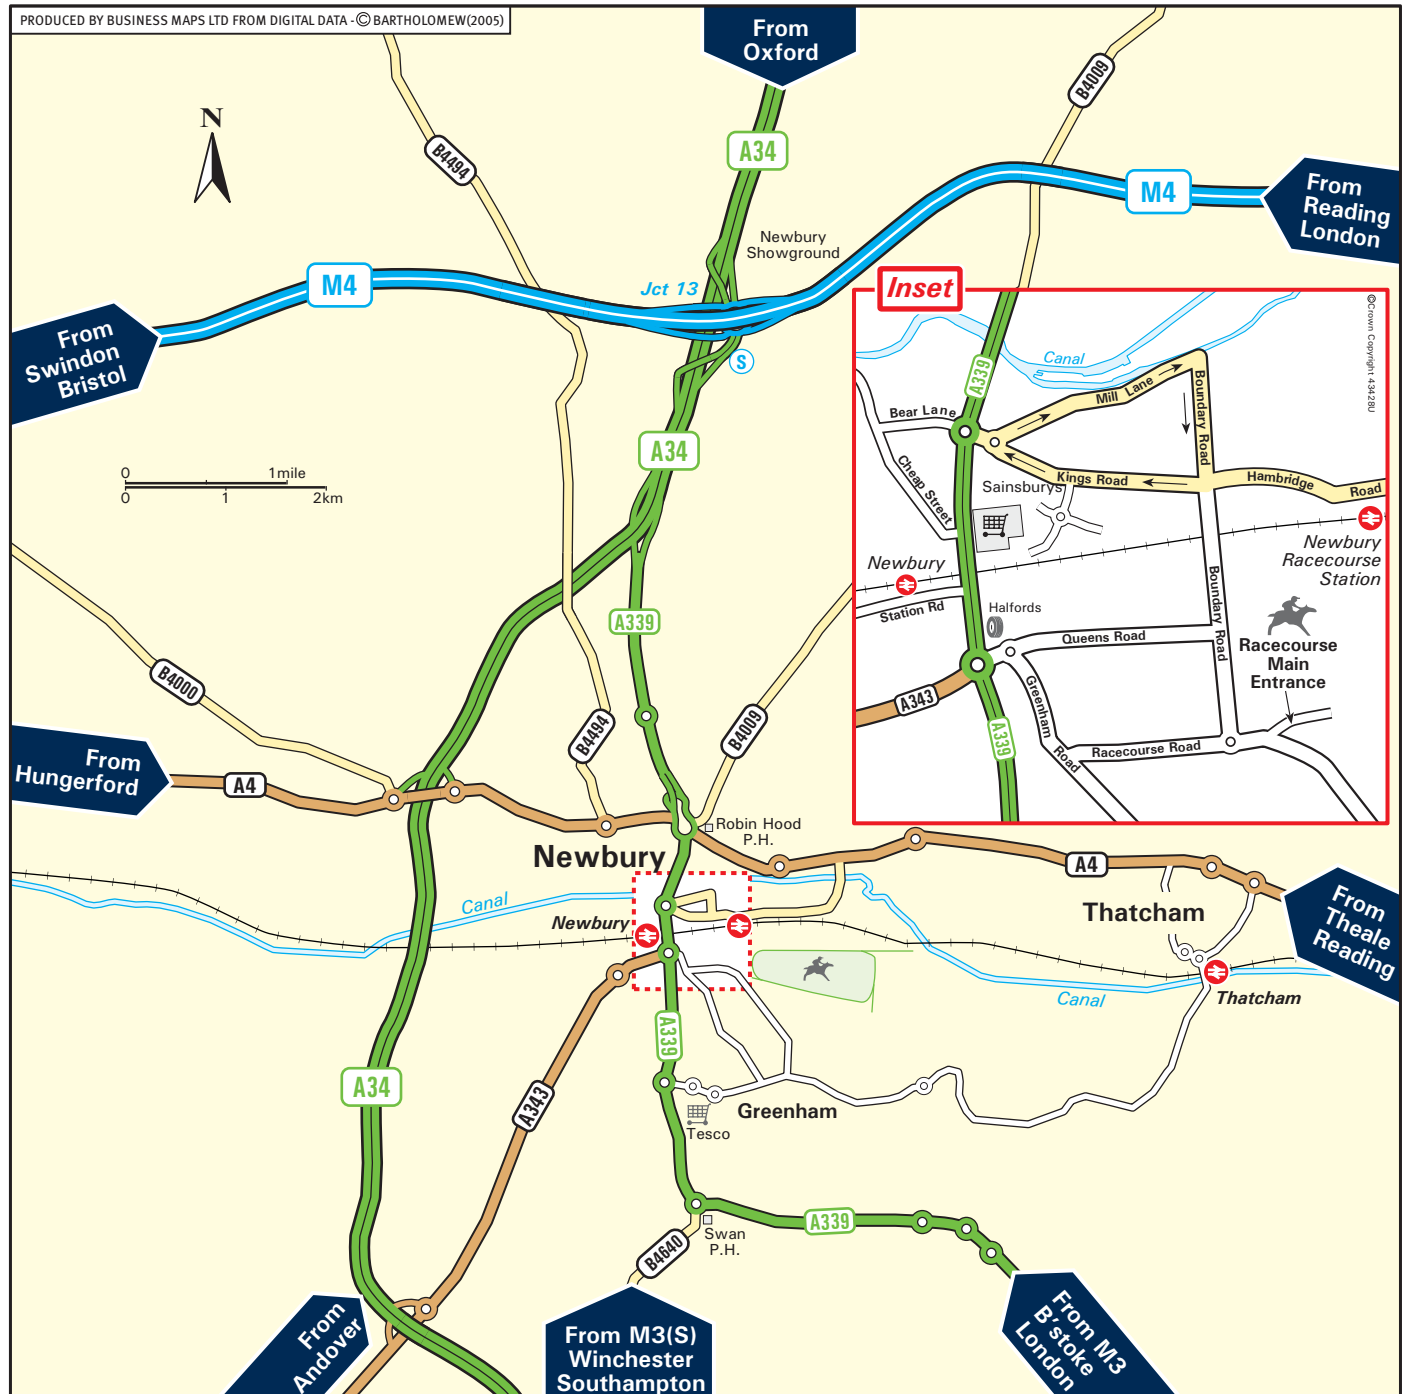 PRODUCED BY BUSINESS MAPS LTD FROM DIGITAL DATA - © BARTHOLOMEW(2005)
From
Oxford
B4009
N
B4494
A34
M4
From
Reading
London
Newbury
Showground
M4
Jct 13
Inset
From
Swindon
Bristol
S
©Crown Copyright 43428U
Canal
A339
Mill Lane
Boundary Road
Bear Lane
Cheap Street
Kings Road
Hambridge
Road
Sainsburys
Newbury
Racecourse
Station
Newbury
Station Rd
Halfords
Boundary Road
Queens Road
Racecourse
Main
Entrance
A343
Greenham
Road
A339
Racecourse Road
A34
0
1mile
0
1
2km
A339
B4000
B4494
B4009
From
Hungerford
A4
Robin Hood
P.H.
Newbury
A4
From
Theale
Reading
Canal
Newbury
Thatcham
Canal
Thatcham
A339
A34
A343
Greenham
Tesco
A339
Swan
P.H.
B4640
From
Andover
From M3(S)
Winchester
Southampton
From M3
B'stoke
London